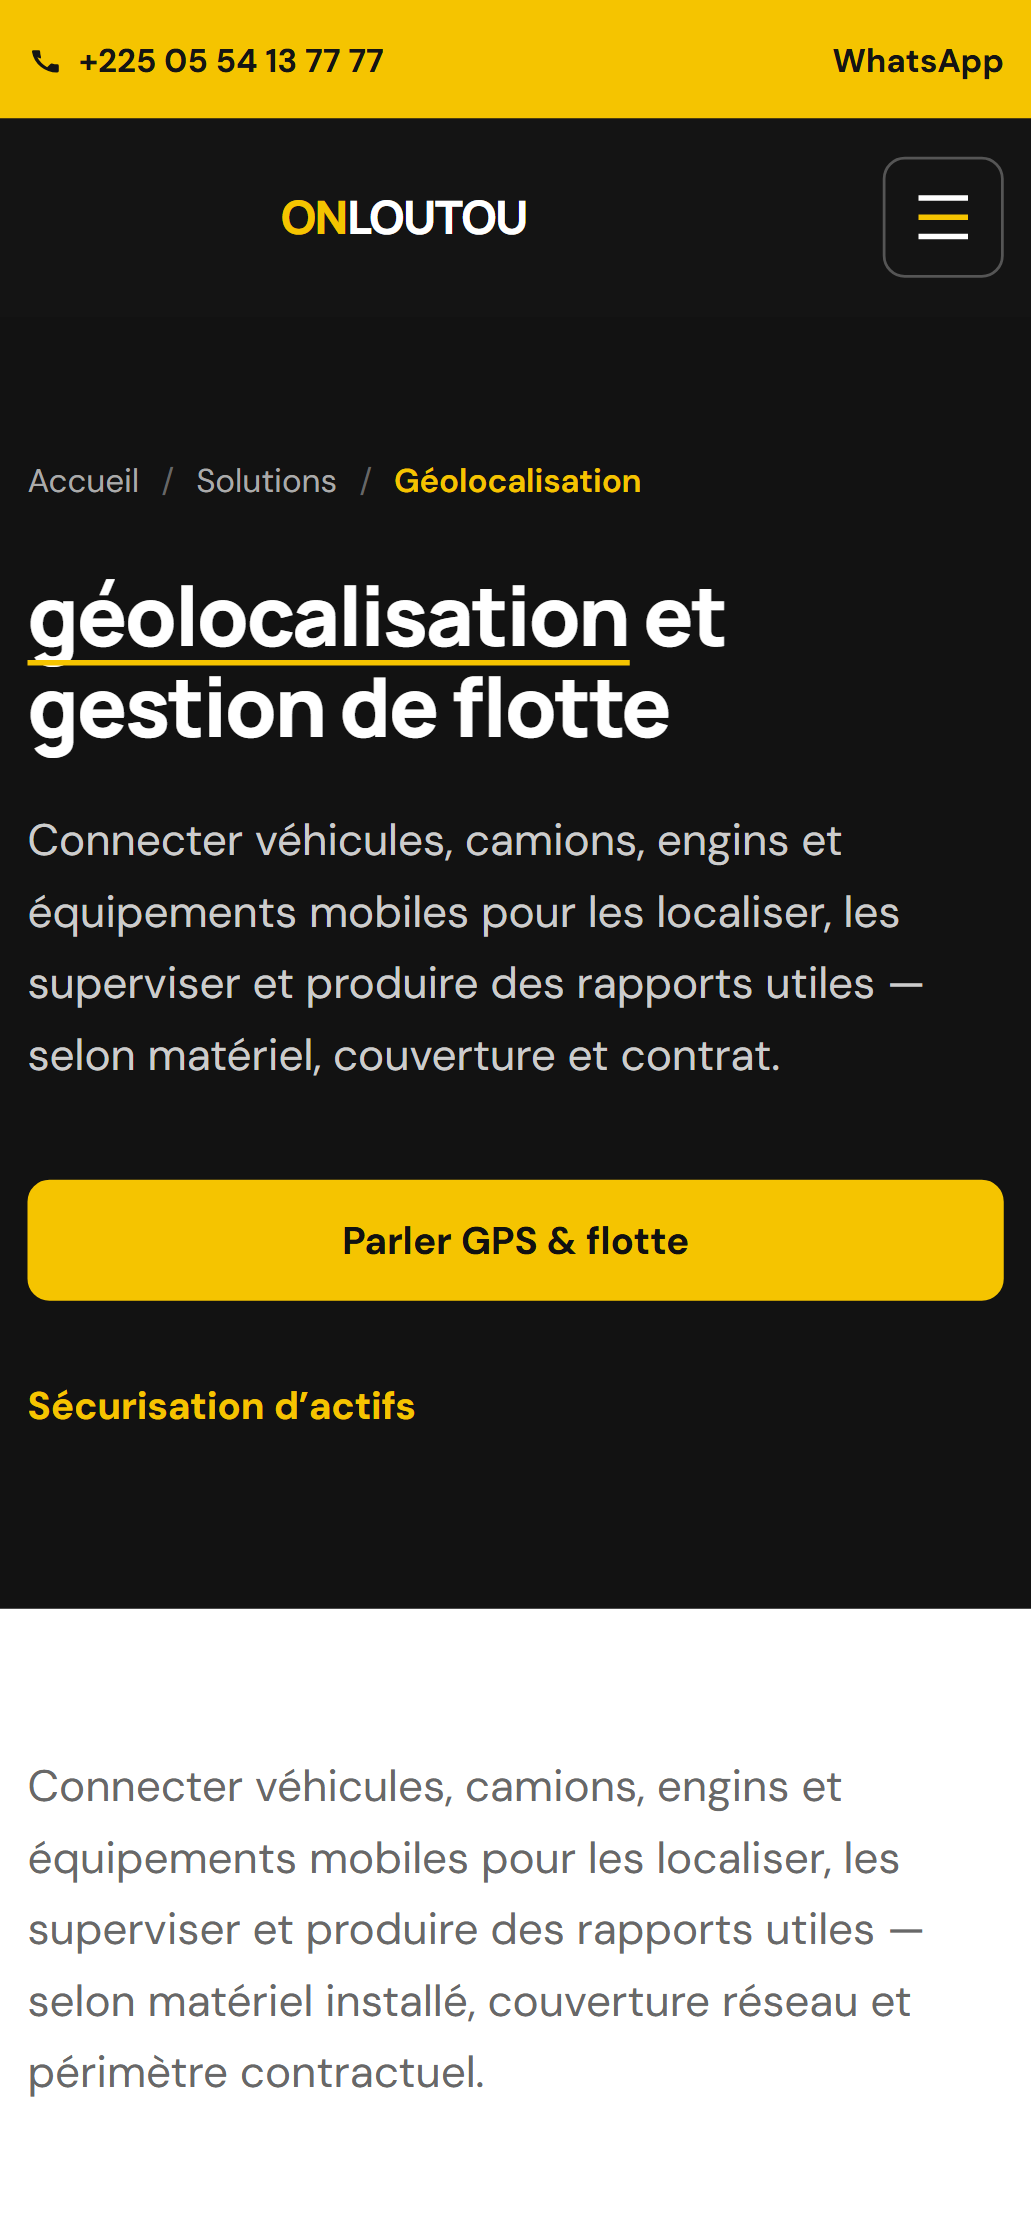 +225 05 54 13 77 77 WhatsApp
ONLOUTOU
Accueil / Solutions / Géolocalisation
géolocalisation et
gestion de flotte
Connecter véhicules, camions, engins et
équipements mobiles pour les localiser, les
superviser et produire des rapports utiles —
selon matériel, couverture et contrat.
Parler GPS & flotte
Sécurisation d’actifs
Connecter véhicules, camions, engins et
équipements mobiles pour les localiser, les
superviser et produire des rapports utiles —
selon matériel installé, couverture réseau et
périmètre contractuel.